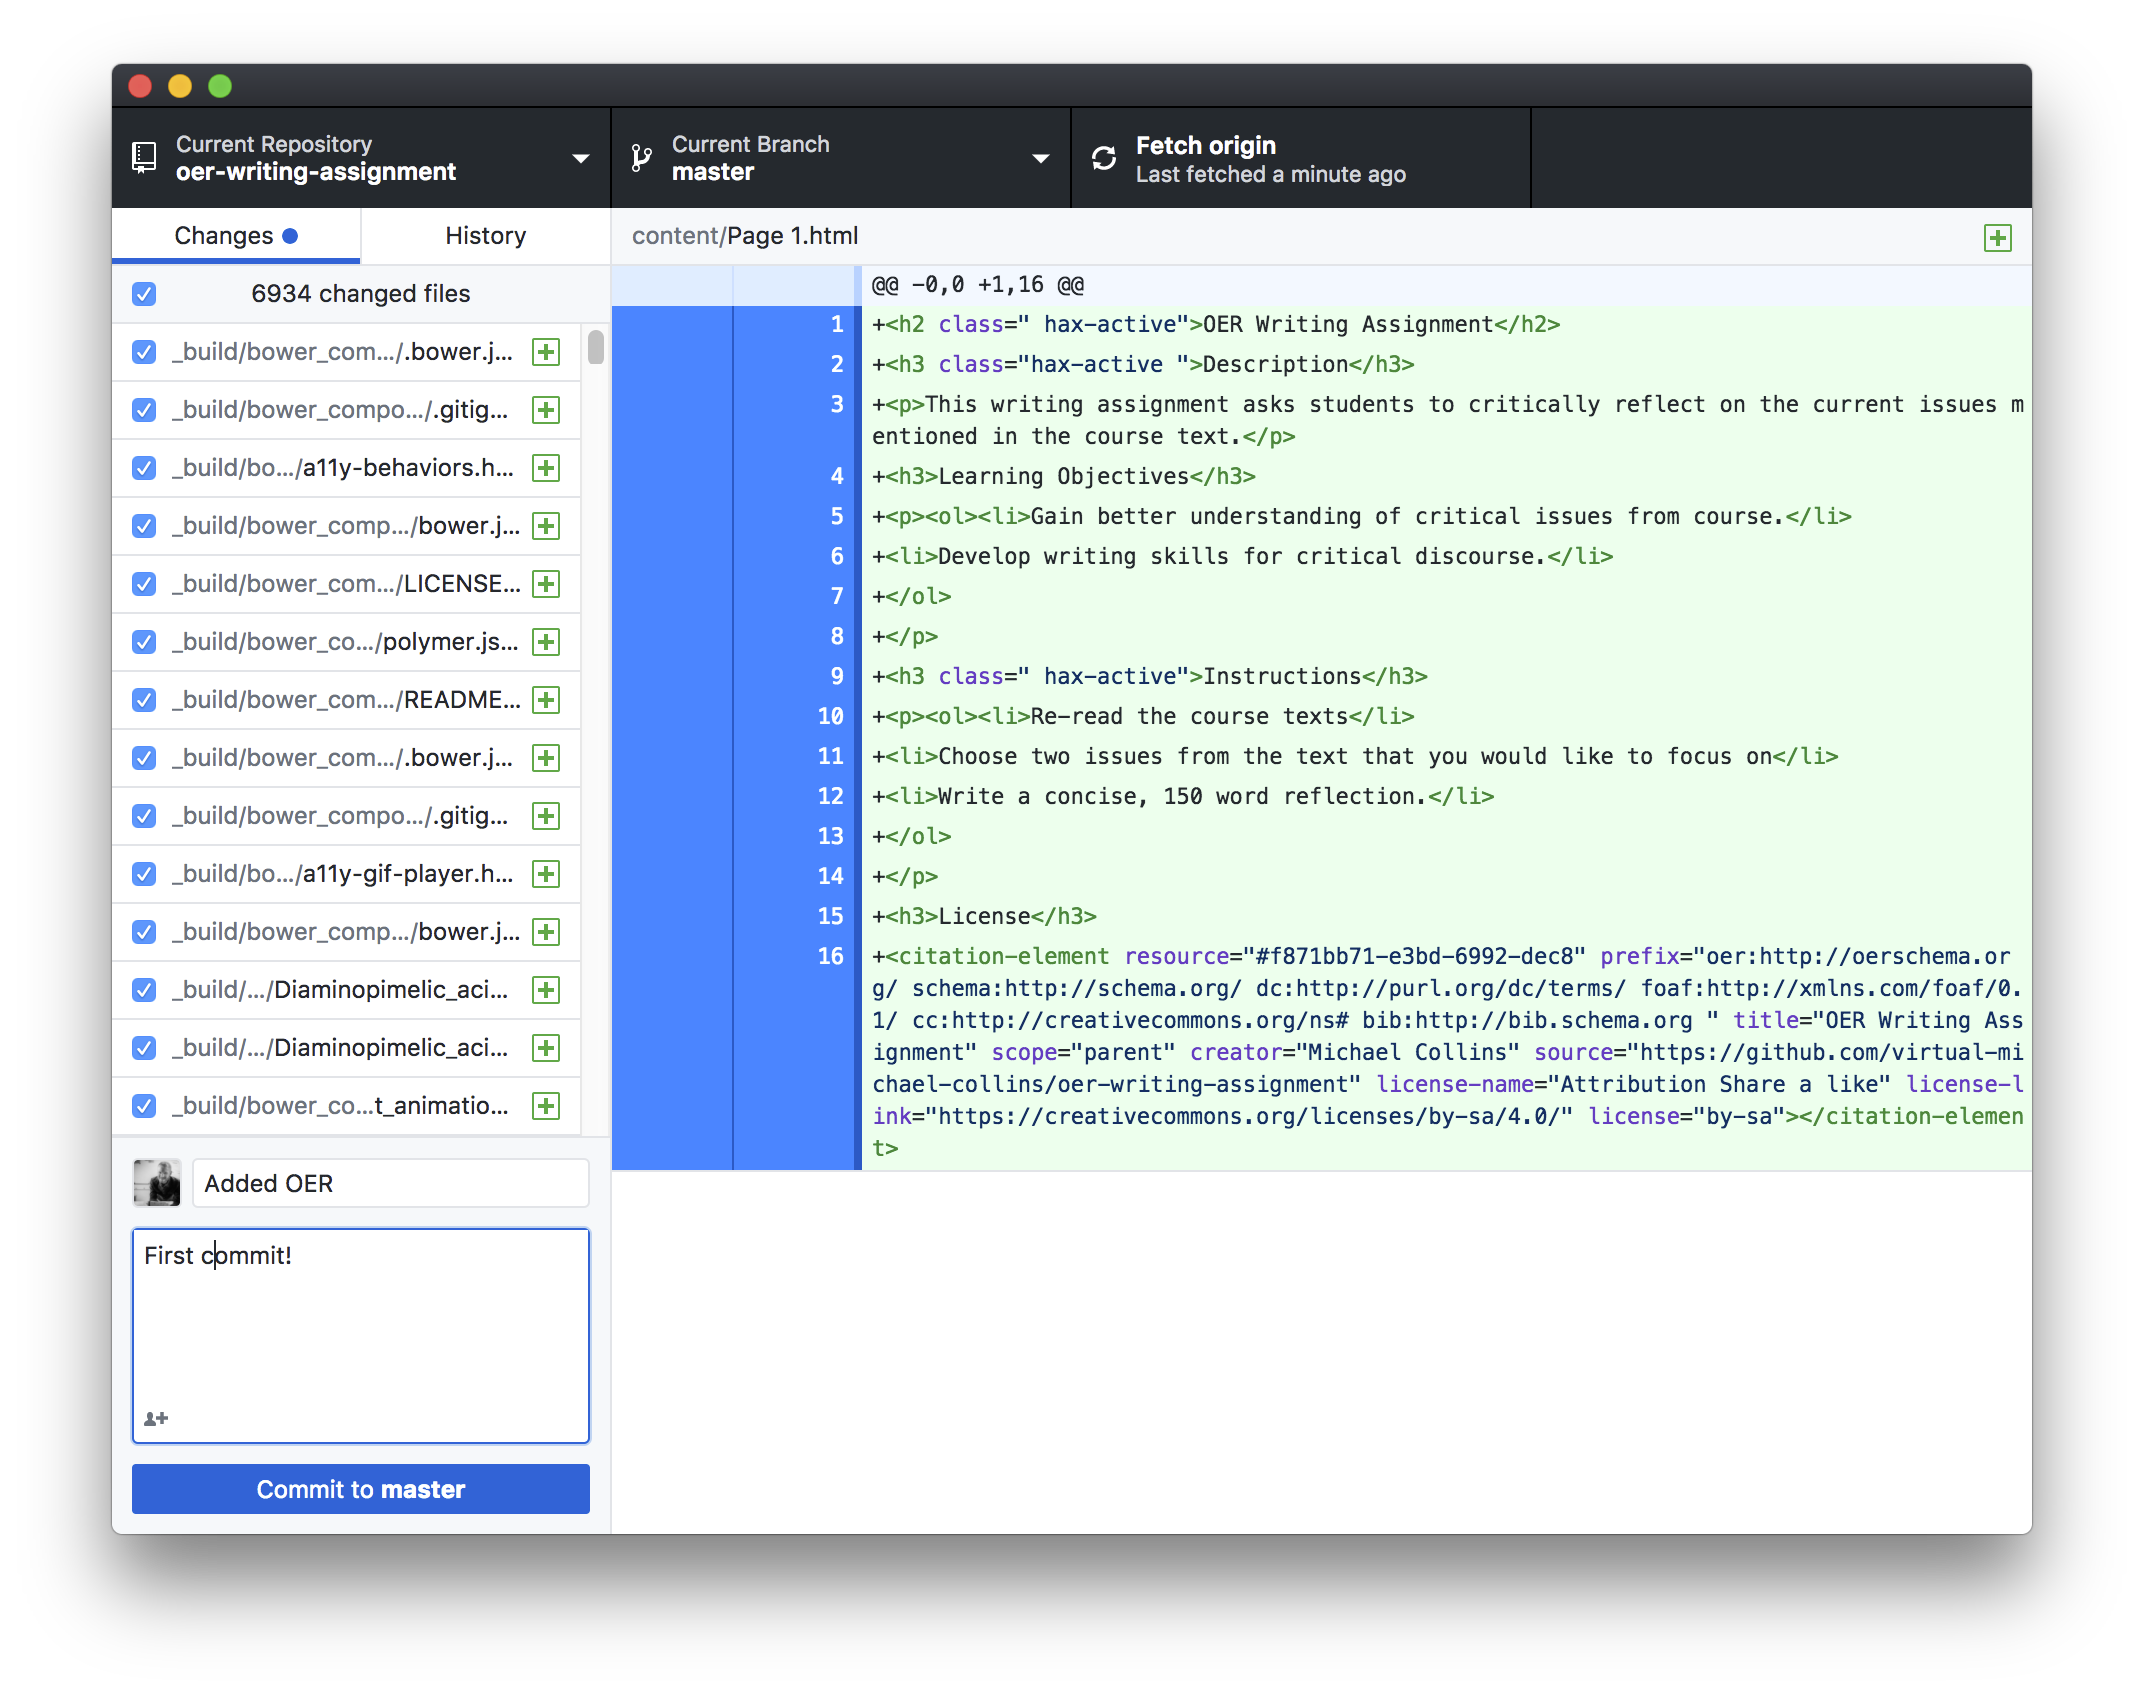 Current Repository
oer-writing-assignment
Current Branch
master
Fetch origin
Last fetched a minute ago
Changes
History
content/Page 1.html
6934 changed files
_build/bower_com.../.bower.j...
_build/bower_compo.../.gitig...
_build/bo.../a11y-behaviors.h...
_build/bower_comp.../bower.j...
_build/bower_com.../LICENSE...
_build/bower_co.../polymer.js...
_build/bower_com.../README...
_build/bower_com.../.bower.j...
_build/bower_compo.../.gitig...
_build/bo.../a11y-gif-player.h...
_build/bower_comp.../bower.j...
_build/.../Diaminopimelic_aci...
_build/.../Diaminopimelic_aci...
_build/bower_co...t_animatio...
Added OER
First commit!
Commit to master
@@ -0,0 +1,16 @@
1 +<h2 class=" hax-active">OER Writing Assignment</h2>
2 +<h3 class="hax-active ">Description</h3>
3 +<p>This writing assignment asks students to critically reflect on the current issues m
entioned in the course text.</p>
4 +<h3>Learning Objectives</h3>
5 +<p><ol><li>Gain better understanding of critical issues from course.</li>
6 +<li>Develop writing skills for critical discourse.</li>
7 +</ol>
8 +</p>
9 +<h3 class=" hax-active">Instructions</h3>
10 +<p><ol><li>Re-read the course texts</li>
11 +<li>Choose two issues from the text that you would like to focus on</li>
12 +<li>Write a concise, 150 word reflection.</li>
13 +</ol>
14 +</p>
15 +<h3>License</h3>
16 +<citation-element resource="#f871bb71-e3bd-6992-dec8" prefix="oer:http://oerschema.or
g/ schema:http://schema.org/ dc:http://purl.org/dc/terms/ foaf:http://xmlns.com/foaf/0.
1/ cc:http://creativecommons.org/ns# bib:http://bib.schema.org " title="OER Writing Ass
ignment" scope="parent" creator="Michael Collins" source="https://github.com/virtual-mi
chael-collins/oer-writing-assignment" license-name="Attribution Share a like" license-l
ink="https://creativecommons.org/licenses/by-sa/4.0/" license="by-sa"></citation-elemen
t>